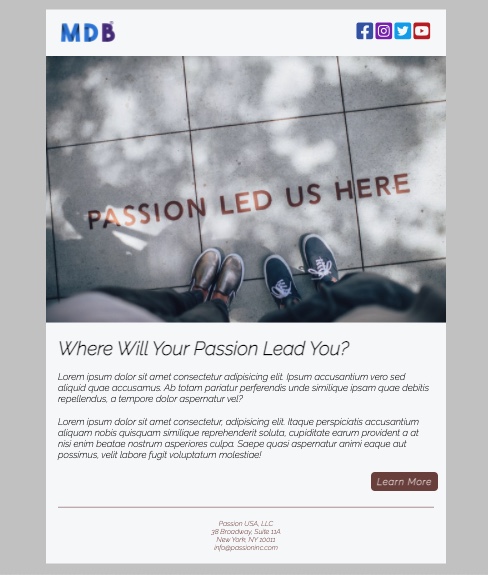 MDB
PASSION LED US HERE
Where Will Your Passion Lead You?
Lorem ipsum dolor sit amet consectetur adipisicing elit. Ipsum accusantium vero sed
aliquid quae accusamus. Ab totam pariatur perferendis unde similique ipsam quae debitis
repellendus, a tempore dolor aspernatur vel?
Lorem ipsum dolor sit amet consectetur, adipisicing elit. Itaque perspiciatis accusantium
aliquam nobis quisquam similique reprehenderit soluta, cupiditate earum provident a at
nisi enim beatae nostrum asperiores culpa. Saepe quasi aspernatur animi eaque aut
possimus, velit labore fugit voluptatum molestiae!
Learn More
Passion USA, LLC
38 Broadway, Suite 11A
New York, NY 10011
info@passioninc.com